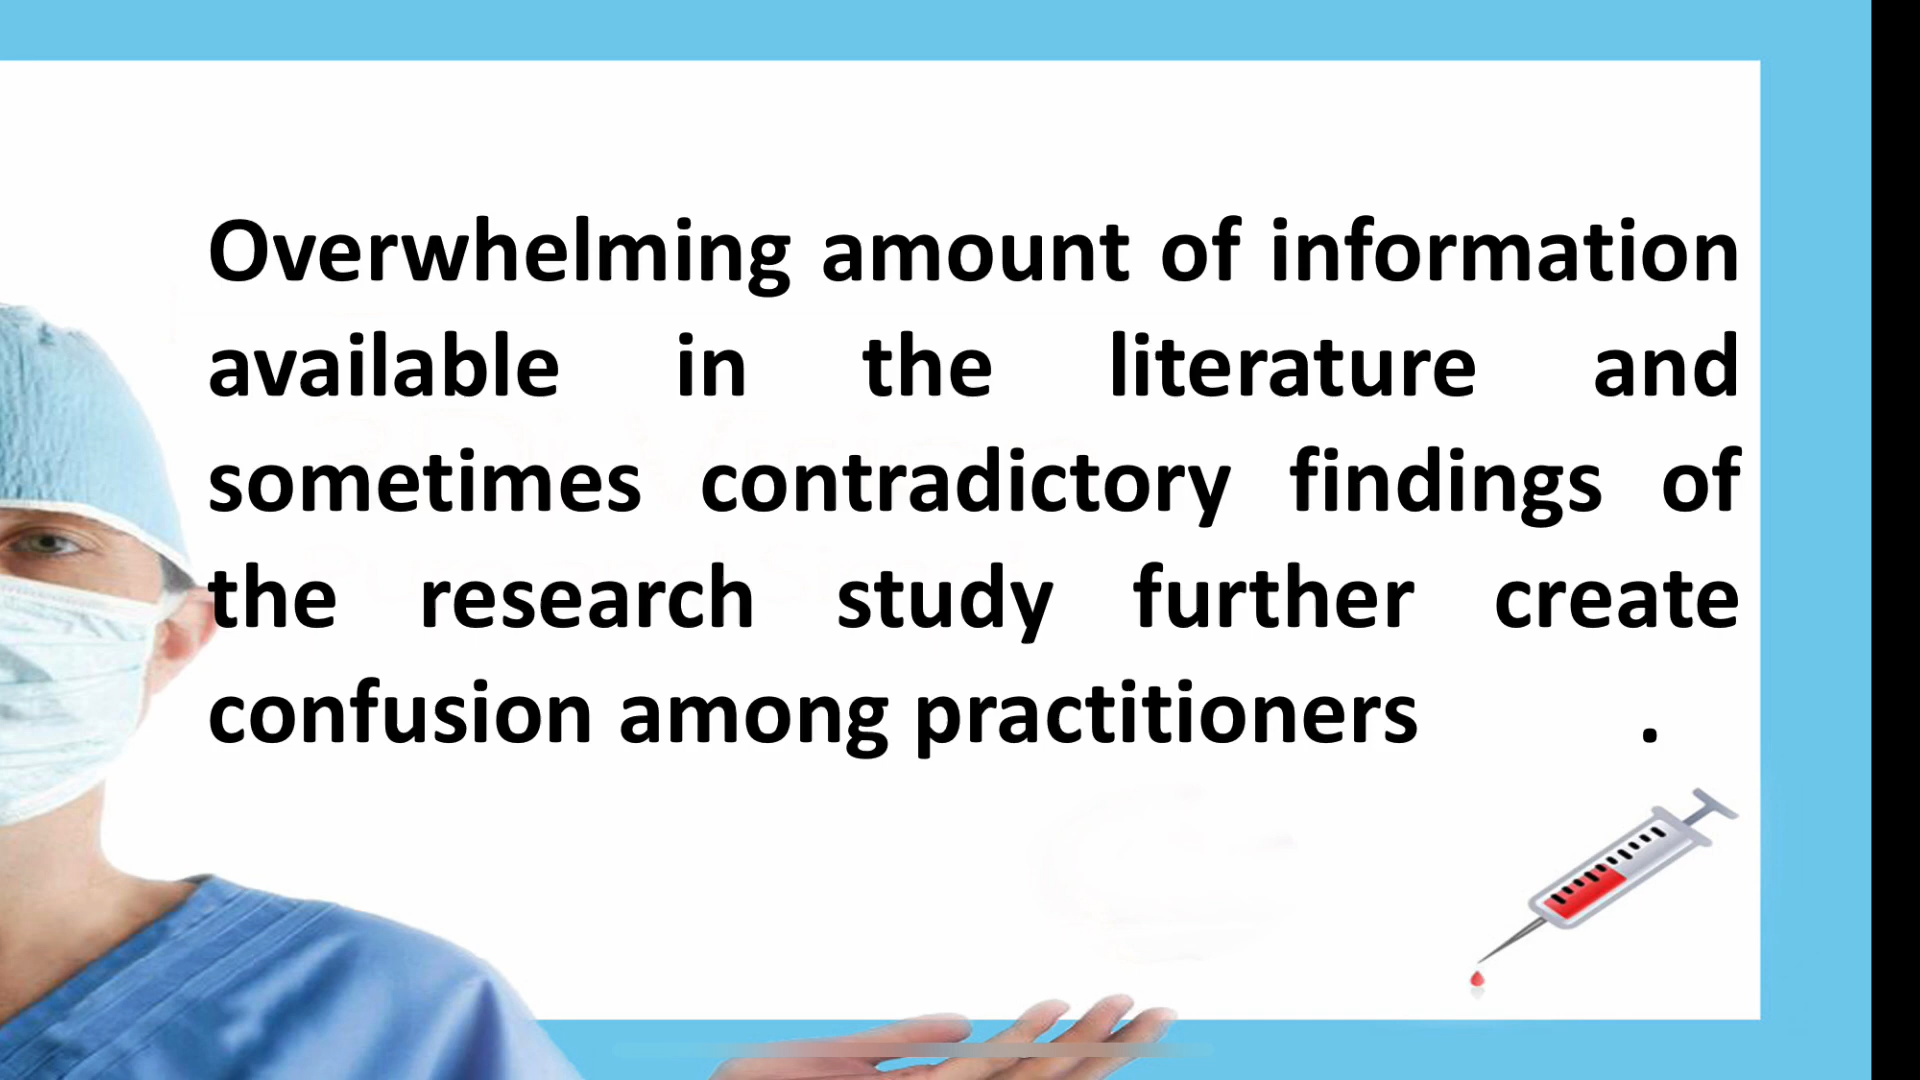 Overwhelming amount of information
available in the literature and
sometimes contradictory findings of
the research study further create
confusion among practitioners .